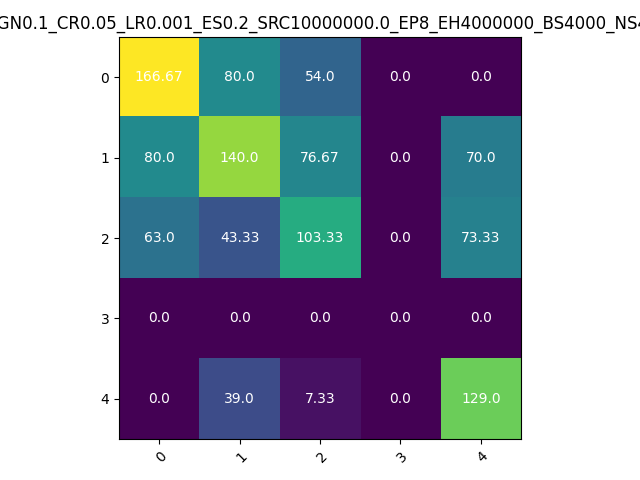 GN0.1_CR0.05_LR0.001_ES0.2_SRC10000000.0_EP8_EH4000000_BS4000_NS4
0 166.67 80.0 54.0 0.0 0.0
1 80.0 140.0 76.67 0.0 70.0
2 63.0 43.33 103.33 0.0 73.33
3 0.0 0.0 0.0 0.0 0.0
4 0.0 39.0 7.33 0.0 129.0
0 1 2 3 4